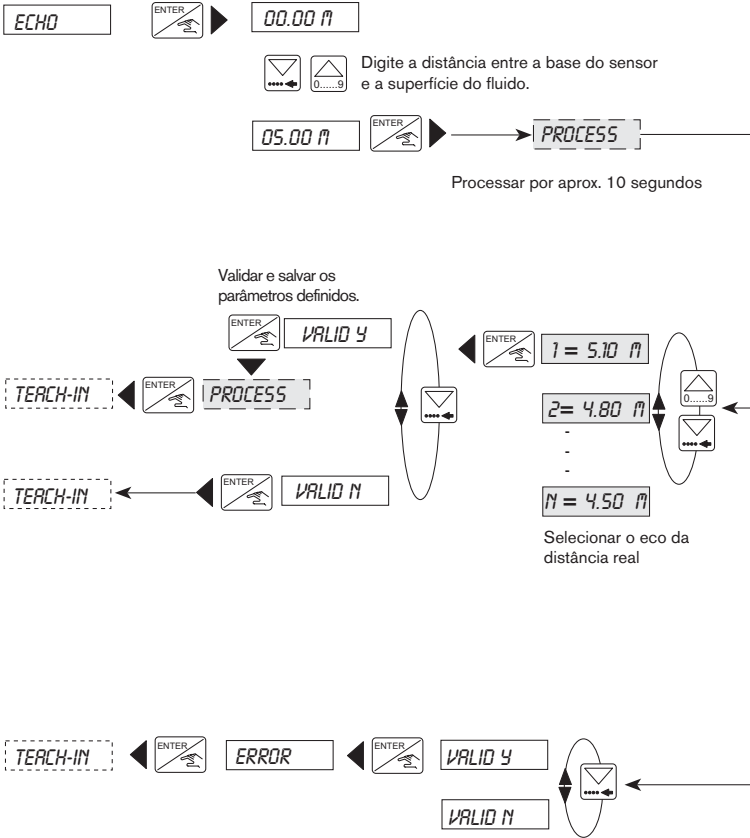 ECHO
ENTER
00.00 M
0......9
Digite a distância entre a base do sensor
e a superfície do fluido.
05.00 M
ENTER
PROCESS
Processar por aprox. 10 segundos
Validar e salvar os
parâmetros definidos.
ENTER
VALID Y
ENTER
1 = 5.10 M
TEACH-IN
ENTER
PROCESS
2= 4.80 M
0......9
-
-
-
TEACH-IN
ENTER
VALID N
N = 4.50 M
Selecionar o eco da
distância real
TEACH-IN
ENTER
ERROR
ENTER
VALID Y
VALID N